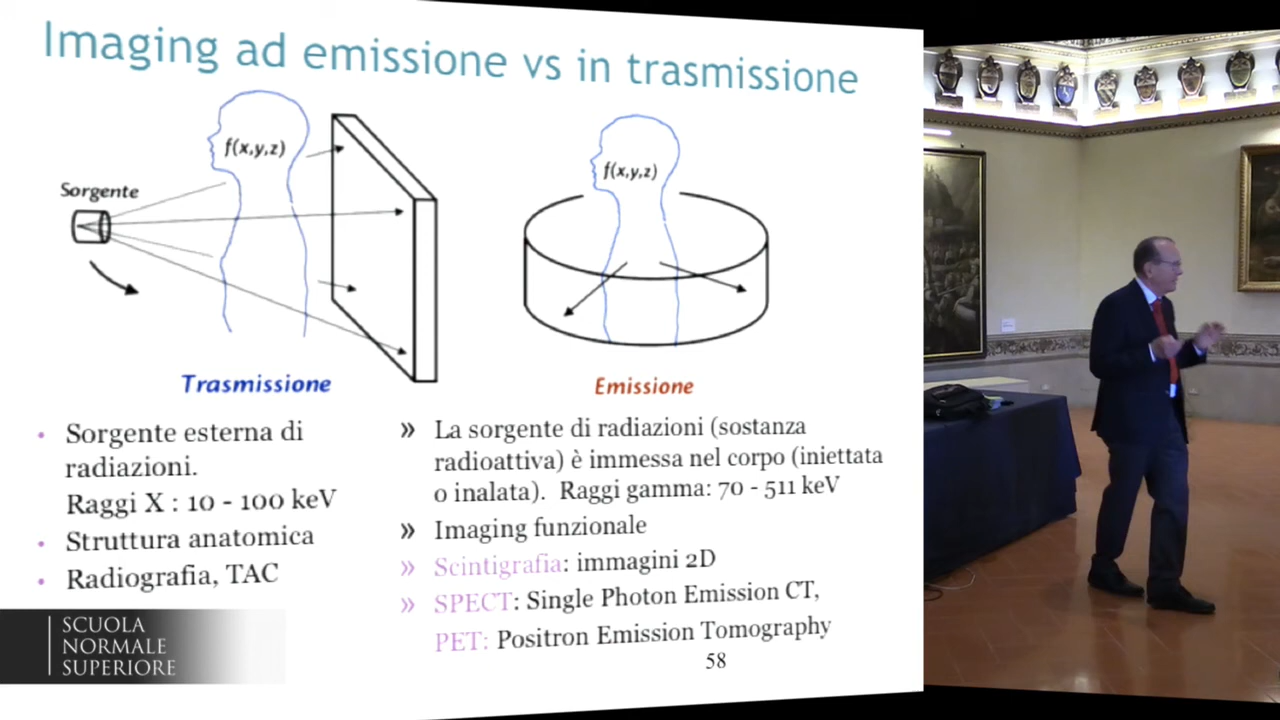 Imaging ad emissione vs in trasmissione
f(x,y,z)
Sorgente
f(x,y,z)
Trasmissione
Emissione
• Sorgente esterna di
radiazioni.
Raggi X : 10 - 100 keV
• Struttura anatomica
• Radiografia, TAC
» La sorgente di radiazioni (sostanza
radioattiva) è immessa nel corpo (iniettata
o inalata). Raggi gamma: 70 - 511 keV
» Imaging funzionale
» Scintigrafia: immagini 2D
» SPECT: Single Photon Emission CT,
PET: Positron Emission Tomography
58
SCUOLA
NORMALE
SUPERIORE